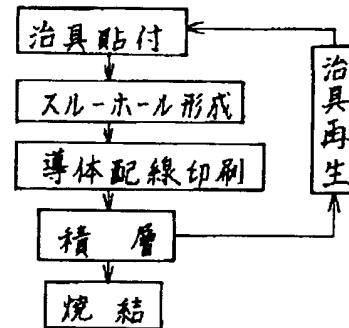 治具貼付
スルーホール形成
導体配線印刷
積層
焼結
治具再生